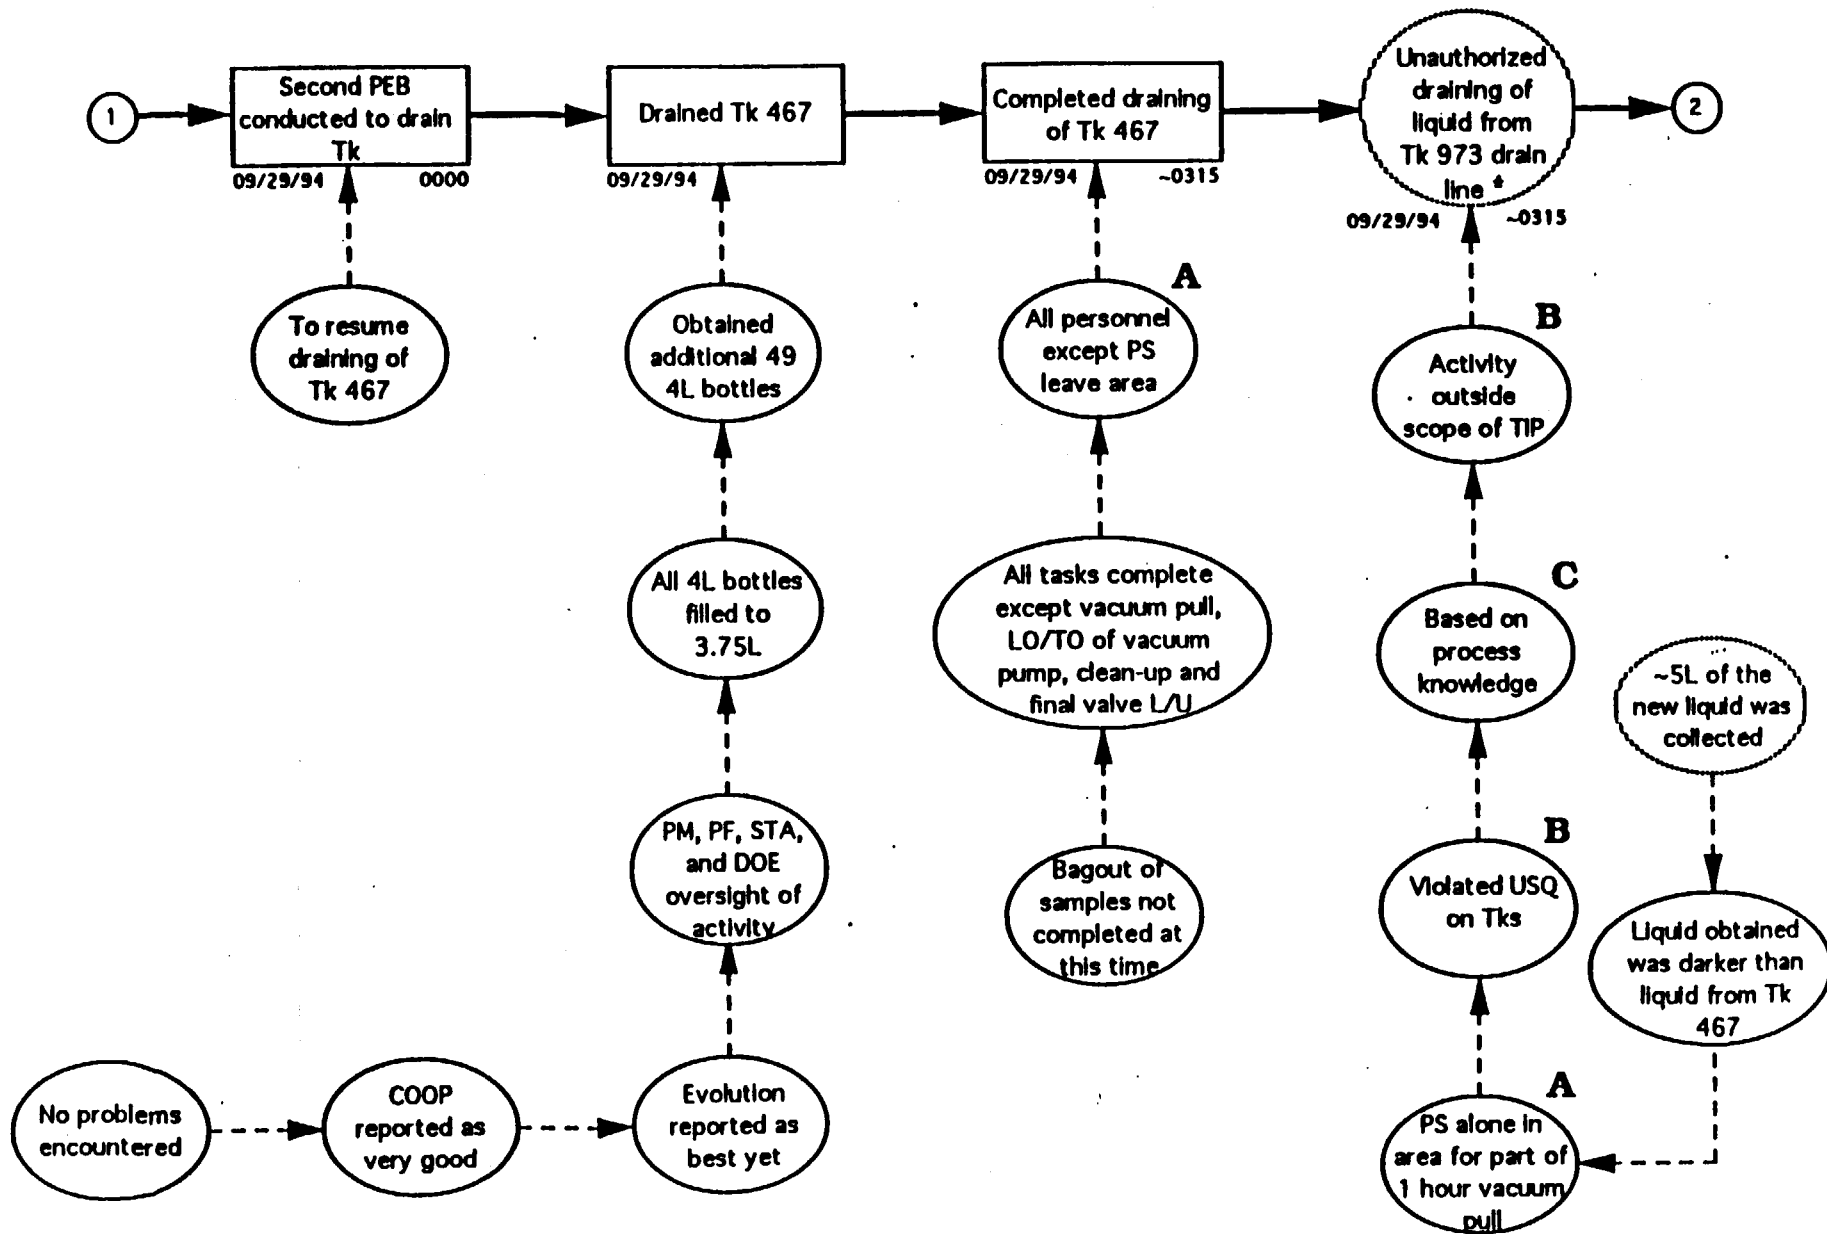 1
Second PEB
conducted to drain
Tk
09/29/94 0000
Drained Tk 467
09/29/94
Completed draining
of Tk 467
09/29/94 ~0315
Unauthorized
draining of
liquid from
Tk 973 drain
line *
09/29/94 ~0315
2
To resume
draining of
Tk 467
Obtained
additional 49
4L bottles
A
All personnel
except PS
leave area
B
Activity
outside
scope of TIP
All 4L bottles
filled to
3.75L
All tasks complete
except vacuum pull,
LO/TO of vacuum
pump, clean-up and
final valve L/U
C
Based on
process
knowledge
~5L of the
new liquid was
collected
PM, PF, STA,
and DOE
oversight of
activity
Bagout of
samples not
completed at
this time
B
Violated USQ
on Tks
Liquid obtained
was darker than
liquid from Tk
467
No problems
encountered
COOP
reported as
very good
Evolution
reported as
best yet
A
PS alone in
area for part of
1 hour vacuum
pull